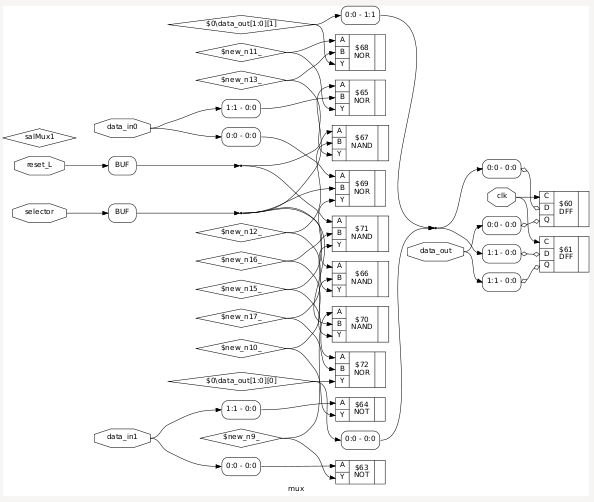 $0\data_out[1:0][1]
0:0 - 1:1
$68
NOR
A
B
Y
$new_n11_
$new_n13_
$65
NOR
A
B
Y
1:1 - 0:0
data_in0
0:0 - 0:0
salMux1
$67
NAND
A
B
Y
reset_L
BUF
0:0 - 0:0
$69
NOR
A
B
Y
clk
$60
DFF
C
D
Q
selector
BUF
$71
NAND
A
B
Y
0:0 - 0:0
$new_n12_
data_out
1:1 - 0:0
$61
DFF
C
D
Q
$new_n16_
$66
NAND
A
B
Y
1:1 - 0:0
$new_n15_
$70
NAND
A
B
Y
$new_n17_
$new_n10_
$72
NOR
A
B
Y
$0\data_out[1:0][0]
1:1 - 0:0
$64
NOT
A
Y
data_in1
$new_n9_
0:0 - 0:0
0:0 - 0:0
$63
NOT
A
Y
mux